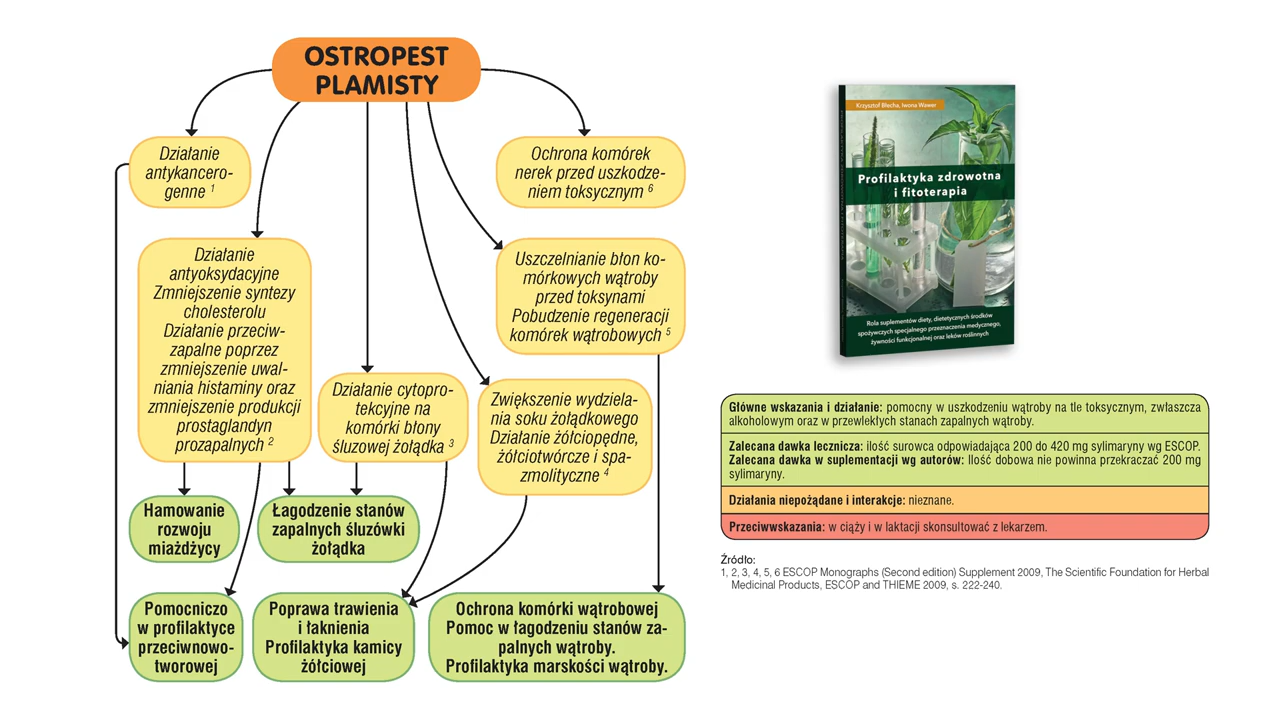 OSTROPEST
PLAMISTY
Działanie
antykancero-
genne 1
Ochrona komórek
nerek przed uszkodze-
niem toksycznym 6
Działanie
antyoksydacyjne
Zmniejszenie syntezy
cholesterolu
Działanie przeciw-
zapalne poprzez
zmniejszenie uwal-
niania histaminy oraz
zmniejszenie produkcji
prostaglandyn
prozapalnych 2
Uszczelnianie błon ko-
mórkowych wątroby
przed toksynami
Pobudzenie regeneracji
komórek wątrobowych 5
Działanie cytopro-
tekcyjne na
komórki błony
śluzowej żołądka 3
Zwiększenie wydziela-
nia soku żołądkowego
Działanie żółciopędne,
żółciotwórcze i spa-
zmolityczne 4
Hamowanie
rozwoju
miażdżycy
Łagodzenie stanów
zapalnych śluzówki
żołądka
Pomocniczo
w profilaktyce
przeciwnowo-
tworowej
Poprawa trawienia
i łaknienia
Profilaktyka kamicy
żółciowej
Ochrona komórki wątrobowej
Pomoc w łagodzeniu stanów za-
palnych wątroby.
Profilaktyka marskości wątroby.
Krzysztof Błecha, Iwona Wawer
Profilaktyka zdrowotna
i fitoterapia
Rola suplementów diety, dietetycznych środków
spożywczych specjalnego przeznaczenia medycznego,
żywności funkcjonalnej oraz leków roślinnych
Główne wskazania i działanie: pomocny w uszkodzeniu wątroby na tle toksycznym, zwłaszcza
alkoholowym oraz w przewlekłych stanach zapalnych wątroby.
Zalecana dawka lecznicza: ilość surowca odpowiadająca 200 do 420 mg sylimaryny wg ESCOP.
Zalecana dawka w suplementacji wg autorów: Ilość dobowa nie powinna przekraczać 200 mg
sylimaryny.
Działania niepożądane i interakcje: nieznane.
Przeciwwskazania: w ciąży i w laktacji skonsultować z lekarzem.
Źródło:
1, 2, 3, 4, 5, 6 ESCOP Monographs (Second edition) Supplement 2009, The Scientific Foundation for Herbal
Medicinal Products, ESCOP and THIEME 2009, s. 222-240.